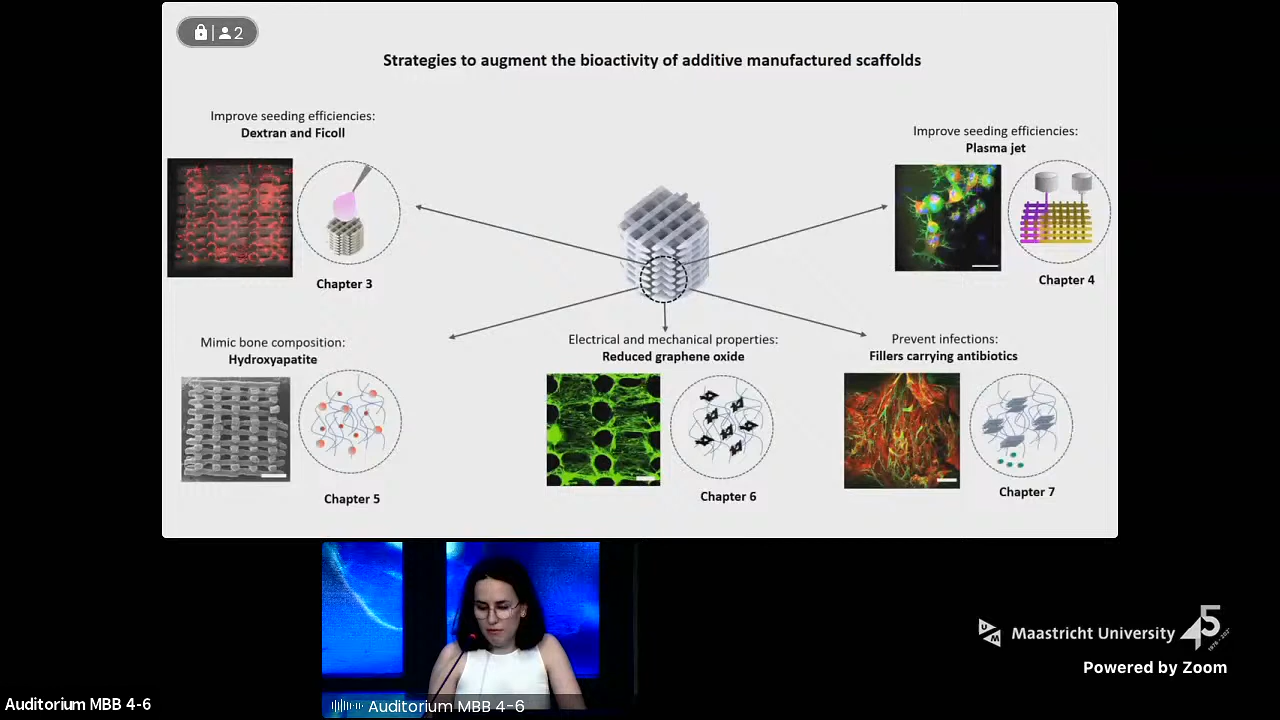 2
Strategies to augment the bioactivity of additive manufactured scaffolds
Improve seeding efficiencies:
Dextran and Ficoll
Chapter 3
Improve seeding efficiencies:
Plasma jet
Chapter 4
Mimic bone composition:
Hydroxyapatite
Chapter 5
Electrical and mechanical properties:
Reduced graphene oxide
Chapter 6
Prevent infections:
Fillers carrying antibiotics
Chapter 7
Maastricht University
45
Powered by Zoom
Auditorium MBB 4-6
Auditorium MBB 4-6